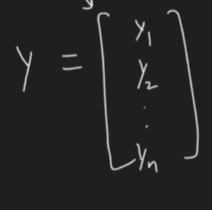 y = [ y₁
y₂
.
.
yₙ ]